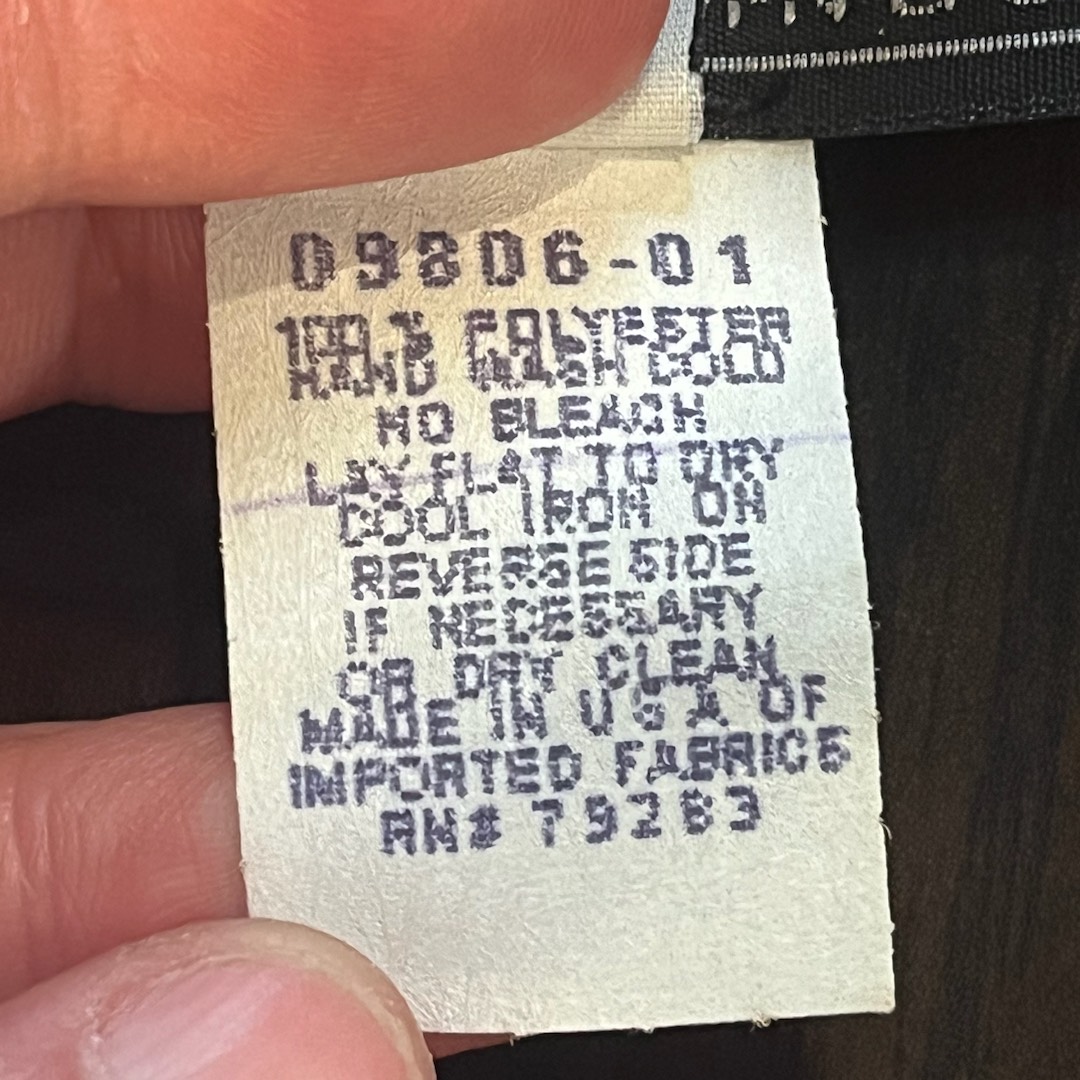 09806-01
100 % POLYESTER
HAND WASH COLD
NO BLEACH
LAY FLAT TO DRY
COOL IRON ON
REVERSE SIDE
IF NECESSARY
OR DRY CLEAN
MADE IN U S A OF
IMPORTED FABRICS
RN# 79263